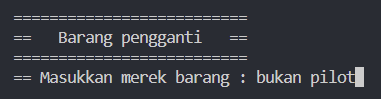 ==========================
==   Barang pengganti   ==
==========================
== Masukkan merek barang : bukan pilot